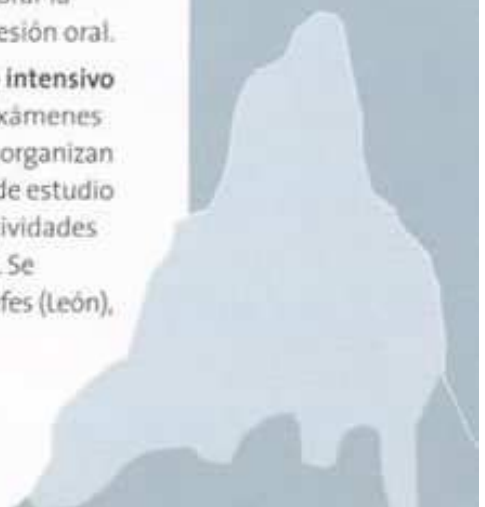 esión oral.
intensivo
xámenes
organizan
de estudio
ividades
. Se
fes (León),